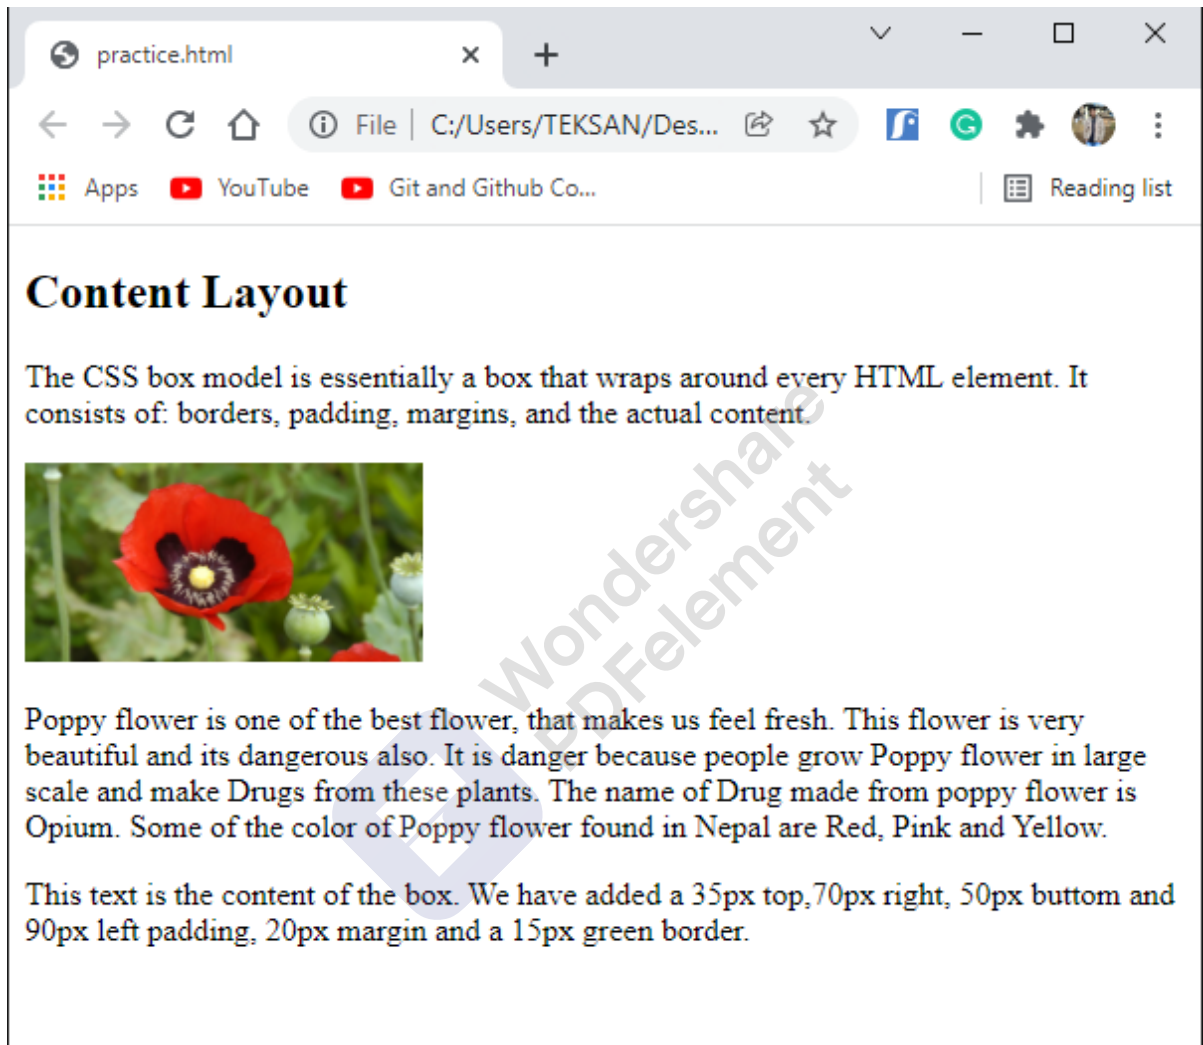 practice.html
File C:/Users/TEKSAN/Des...
Apps YouTube Git and Github Co... Reading list
Content Layout
The CSS box model is essentially a box that wraps around every HTML element. It
consists of: borders, padding, margins, and the actual content.
Poppy flower is one of the best flower, that makes us feel fresh. This flower is very
beautiful and its dangerous also. It is danger because people grow Poppy flower in large
scale and make Drugs from these plants. The name of Drug made from poppy flower is
Opium. Some of the color of Poppy flower found in Nepal are Red, Pink and Yellow.
This text is the content of the box. We have added a 35px top,70px right, 50px buttom and
90px left padding, 20px margin and a 15px green border.
Wondershare
PDFelement